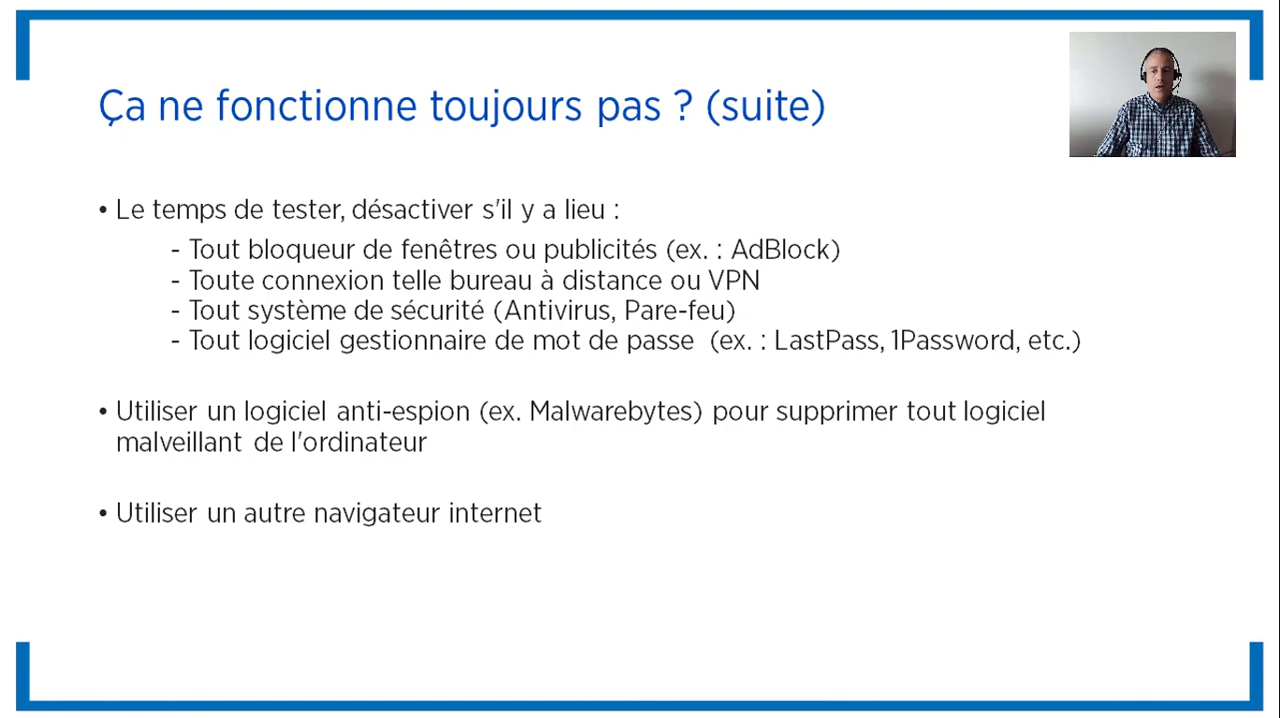 Ça ne fonctionne toujours pas ? (suite)
• Le temps de tester, désactiver s'il y a lieu :
- Tout bloqueur de fenêtres ou publicités (ex. : AdBlock)
- Toute connexion telle bureau à distance ou VPN
- Tout système de sécurité (Antivirus, Pare-feu)
- Tout logiciel gestionnaire de mot de passe (ex. : LastPass, 1Password, etc.)
• Utiliser un logiciel anti-espion (ex. Malwarebytes) pour supprimer tout logiciel
malveillant de l'ordinateur
• Utiliser un autre navigateur internet